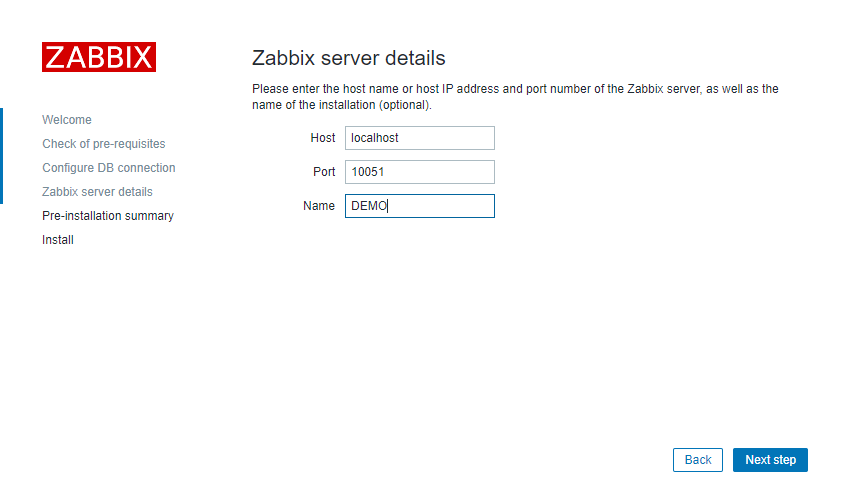 ZABBIX
Welcome
Check of pre-requisites
Configure DB connection
Zabbix server details
Pre-installation summary
Install
Zabbix server details
Please enter the host name or host IP address and port number of the Zabbix server, as well as the
name of the installation (optional).
Host localhost
Port 10051
Name DEMO
Back Next step